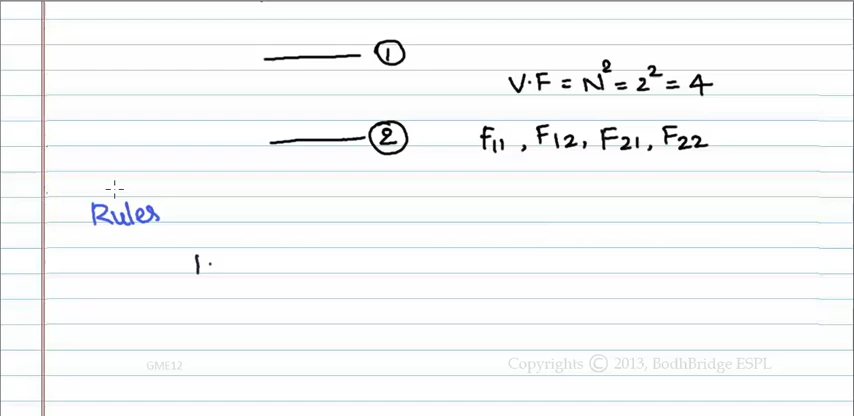 ①
V.F = N² = 2² = 4
②
F11 , F12, F21, F22
Rules
1.
GME12
Copyrights © 2013, BodhBridge ESPL